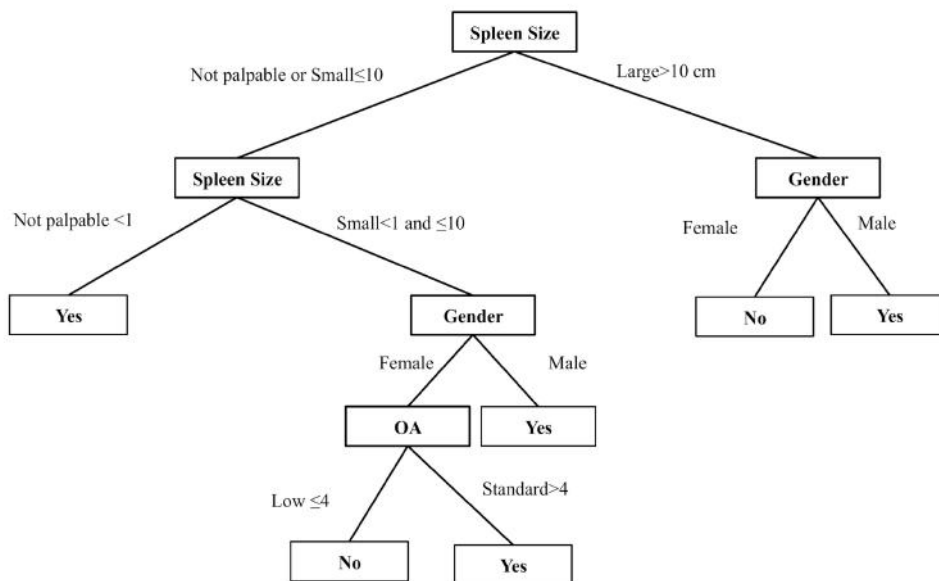 Spleen Size
Not palpable or Small≤10
Large>10 cm
Spleen Size
Gender
Not palpable <1
Small<1 and ≤10
Female
Male
Yes
Gender
No
Yes
Female
Male
OA
Yes
Low ≤4
Standard>4
No
Yes